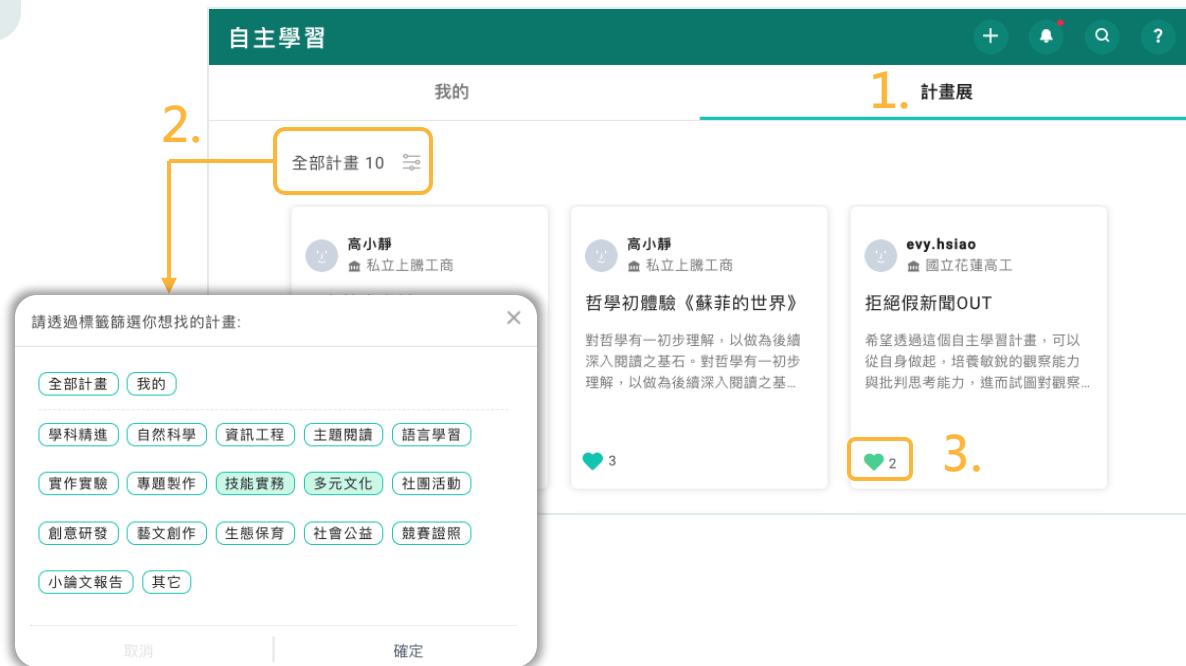 自主學習
?
我的
1. 計畫展
2.
全部計畫 10
高小靜
私立上騰工商
高小靜
私立上騰工商
哲學初體驗《蘇菲的世界》
對哲學有一初步理解，以做為後續
深入閱讀之基石。對哲學有一初步
理解，以做為後續深入閱讀之基...
3
evy.hsiao
國立花蓮高工
拒絕假新聞OUT
希望透過這個自主學習計畫，可以
從自身做起，培養敏銳的觀察能力
與批判思考能力，進而試圖對觀察...
2
3.
請透過標籤篩選你想找的計畫:
全部計畫 我的
學科精進 自然科學 資訊工程 主題閱讀 語言學習
實作實驗 專題製作 技能實務 多元文化 社團活動
創意研發 藝文創作 生態保育 社會公益 競賽證照
小論文報告 其它
取消 確定